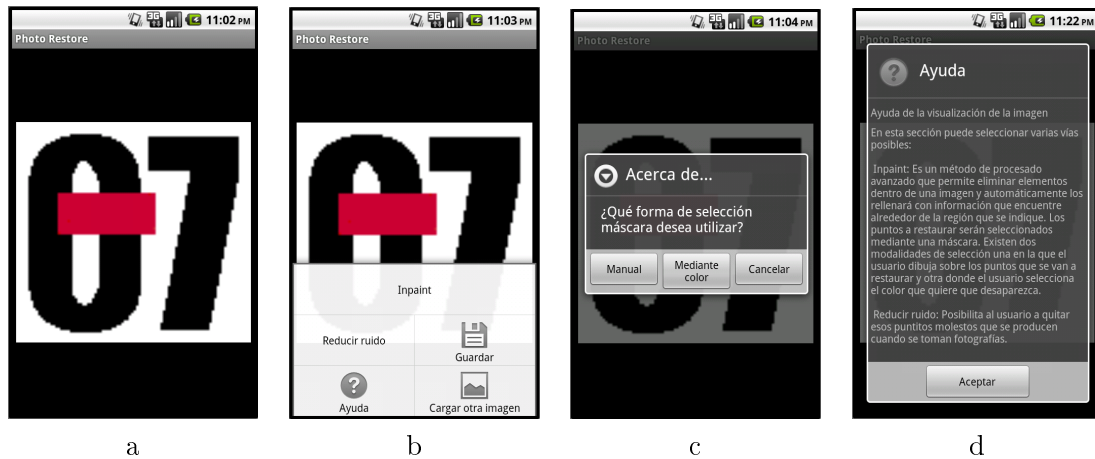 11:02 PM
Photo Restore
07
a
11:03 PM
Photo Restore
07
Inpaint
Reducir ruido
Guardar
Ayuda
Cargar otra imagen
b
11:04 PM
Photo Restore
07
Acerca de...
¿Qué forma de selección
máscara desea utilizar?
Manual
Mediante
color
Cancelar
c
11:22 PM
Photo Restore
Ayuda
Ayuda de la visualización de la imagen
En esta sección puede seleccionar varias vías
posibles:
Inpaint: Es un método de procesado
avanzado que permite eliminar elementos
dentro de una imagen y automáticamente los
rellenará con información que encuentre
alrededor de la región que se indique. Los
puntos a restaurar serán seleccionados
mediante una máscara. Existen dos
modalidades de selección una en la que el
usuario dibuja sobre los puntos que se van a
restaurar y otra donde el usuario selecciona
el color que quiere que desaparezca.
Reducir ruido: Posibilita al usuario a quitar
esos puntitos molestos que se producen
cuando se toman fotografías.
Aceptar
d